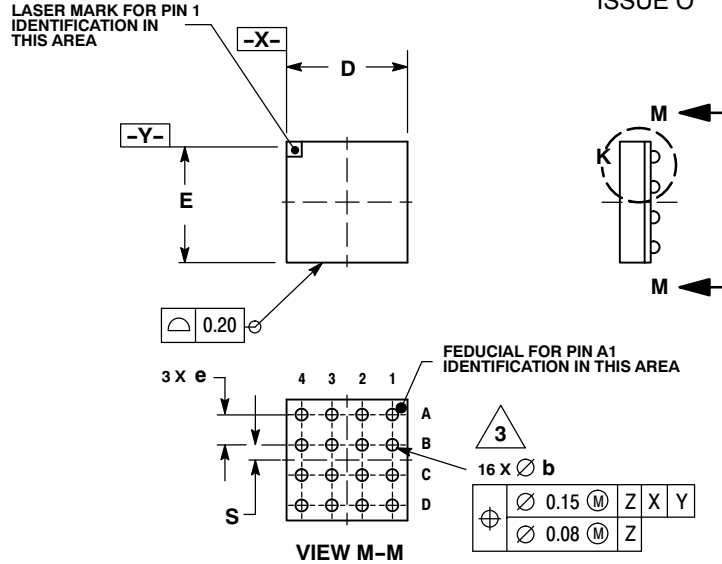 ISSUE O
LASER MARK FOR PIN 1
IDENTIFICATION IN
THIS AREA
-X-
D
-Y-
E
M
K
M
0.20
3 X e
4 3 2 1
FEDUCIAL FOR PIN A1
IDENTIFICATION IN THIS AREA
A
B
C
D
3
16 X ∅ b
∅ 0.15 Ⓜ Z X Y
∅ 0.08 Ⓜ Z
S
VIEW M-M